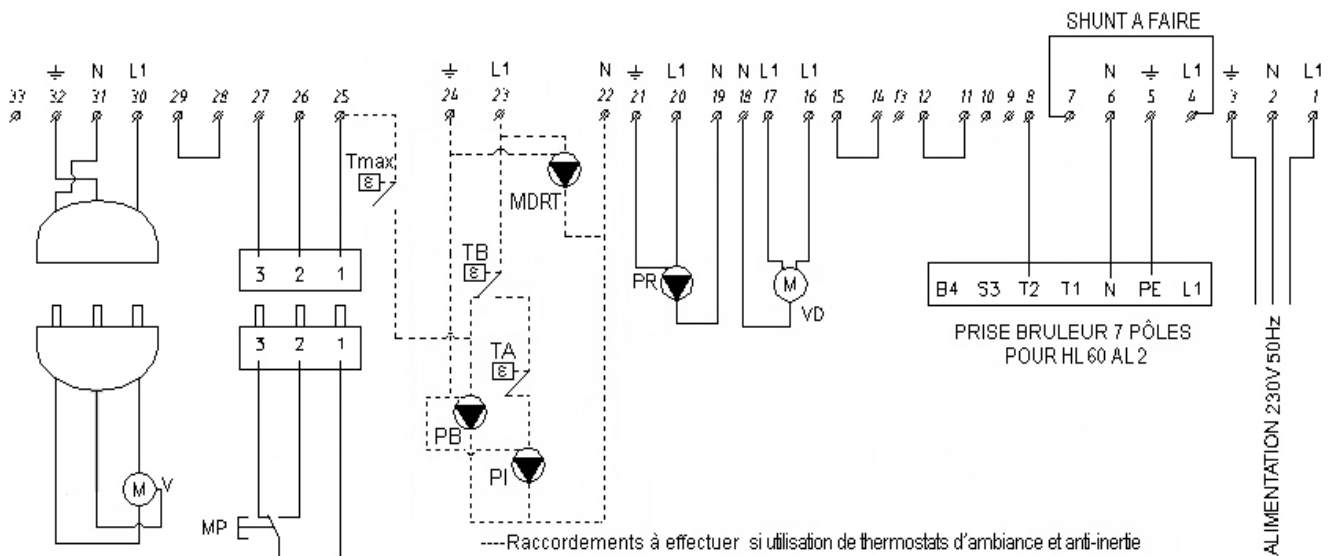 SHUNT A FAIRE
⏚ N L1 ⏚ L1 N ⏚ L1 N N L1 L1 N ⏚ L1 ⏚ N L1
33 32 31 30 29 28 27 26 25 24 23 22 21 20 19 18 17 16 15 14 13 12 11 10 9 8 7 6 5 4 3 2 1
Tmax
ε
MDRT
TB
ε
3 2 1
PR
M
VD
B4 S3 T2 T1 N PE L1
PRISE BRULEUR 7 PÔLES
POUR HL 60 AL 2
3 2 1
TA
ε
PB
PI
M
V
MP
ALIMENTATION 230V 50Hz
----Raccordements à effectuer si utilisation de thermostats d'ambiance et anti-inertie